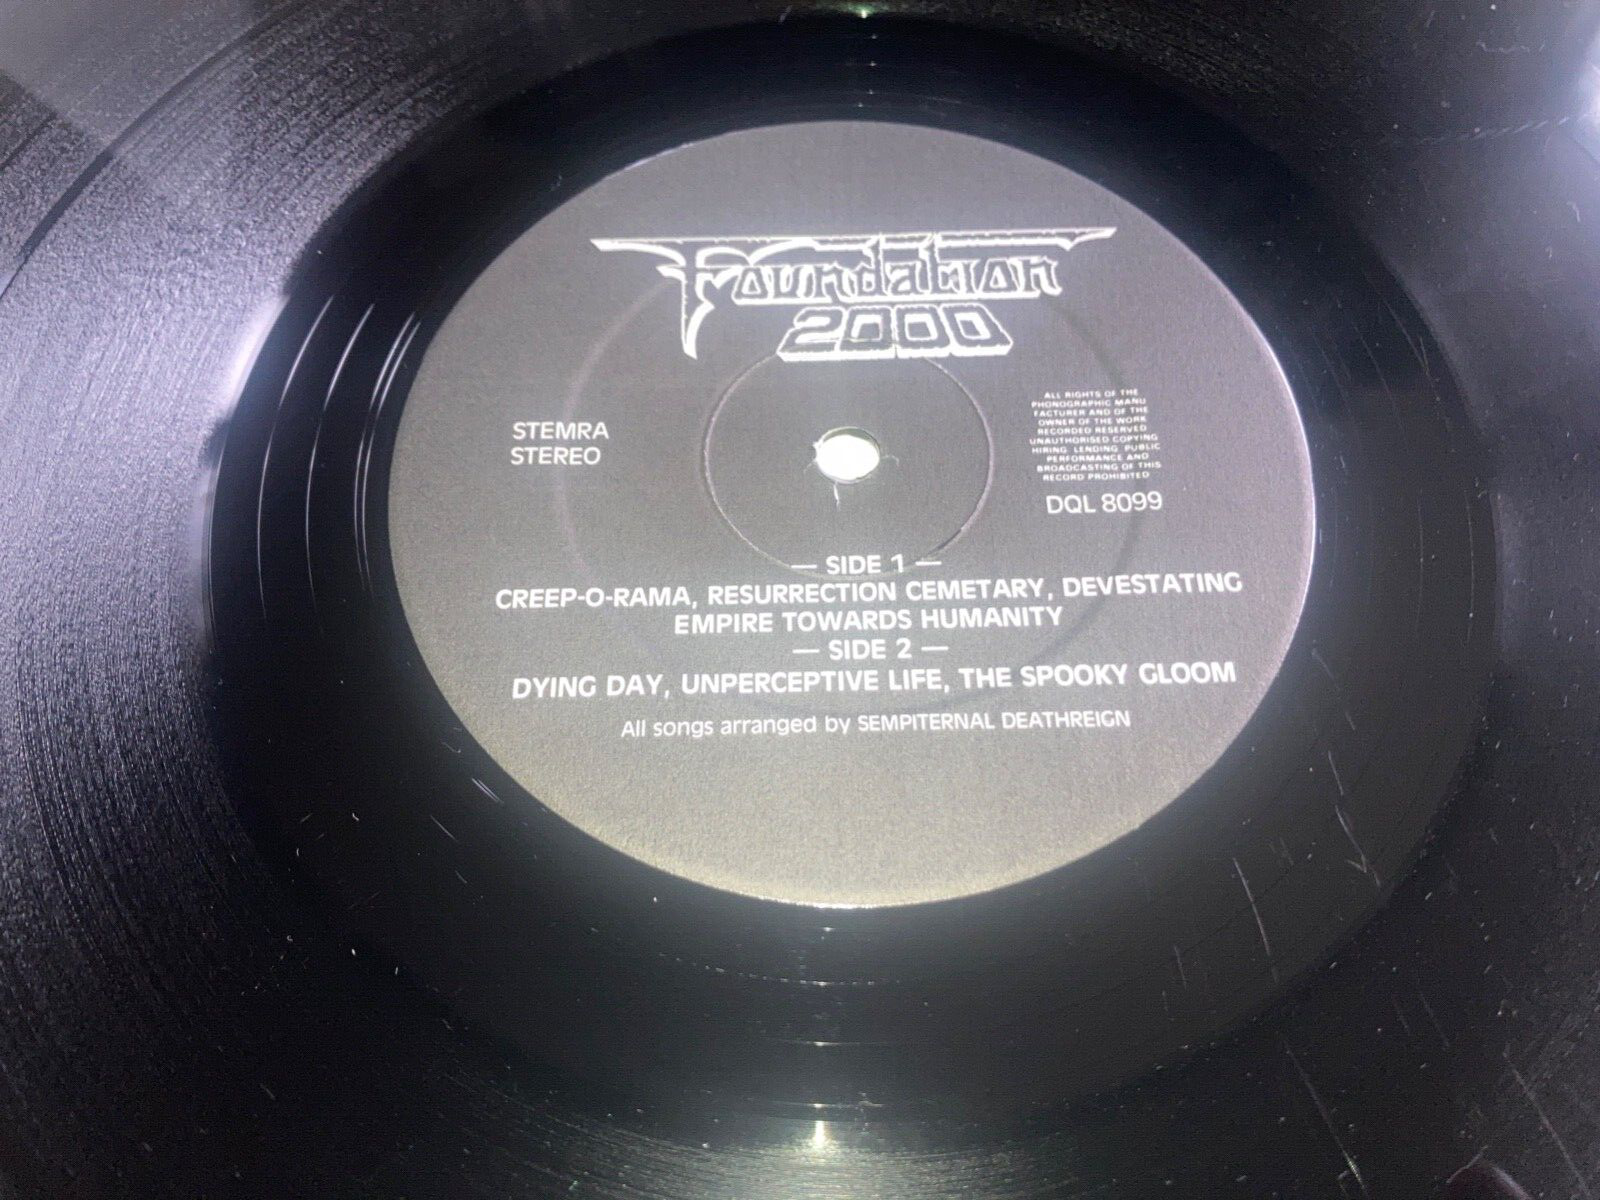 Foundation
2000
STEMRA
STEREO
ALL RIGHTS OF THE
PHONOGRAPHIC MANU
FACTURER AND OF THE
OWNER OF THE WORK
RECORDED RESERVED
UNAUTHORISED COPYING
HIRING LENDING PUBLIC
PERFORMANCE AND
BROADCASTING OF THIS
RECORD PROHIBITED
DQL 8099
— SIDE 1 —
CREEP-O-RAMA, RESURRECTION CEMETARY, DEVESTATING
EMPIRE TOWARDS HUMANITY
— SIDE 2 —
DYING DAY, UNPERCEPTIVE LIFE, THE SPOOKY GLOOM
All songs arranged by SEMPITERNAL DEATHREIGN